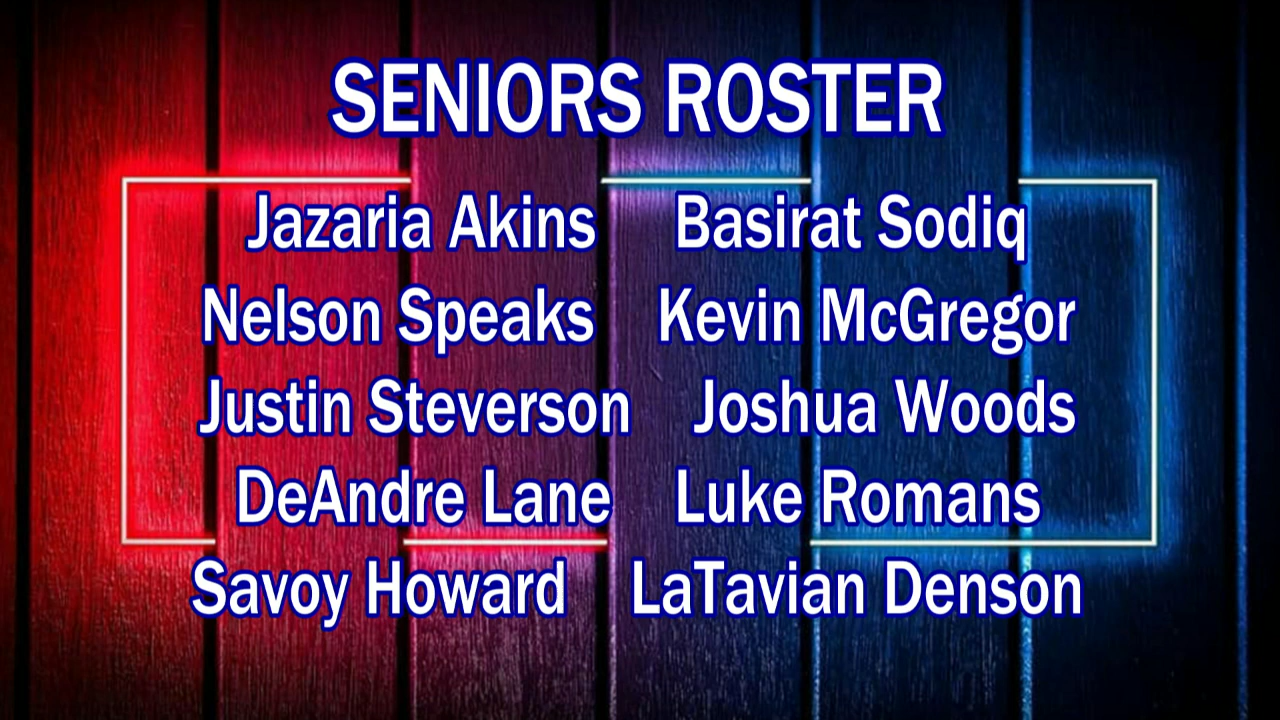 SENIORS ROSTER
Jazaria Akins Basirat Sodiq
Nelson Speaks Kevin McGregor
Justin Steverson Joshua Woods
DeAndre Lane Luke Romans
Savoy Howard LaTavian Denson